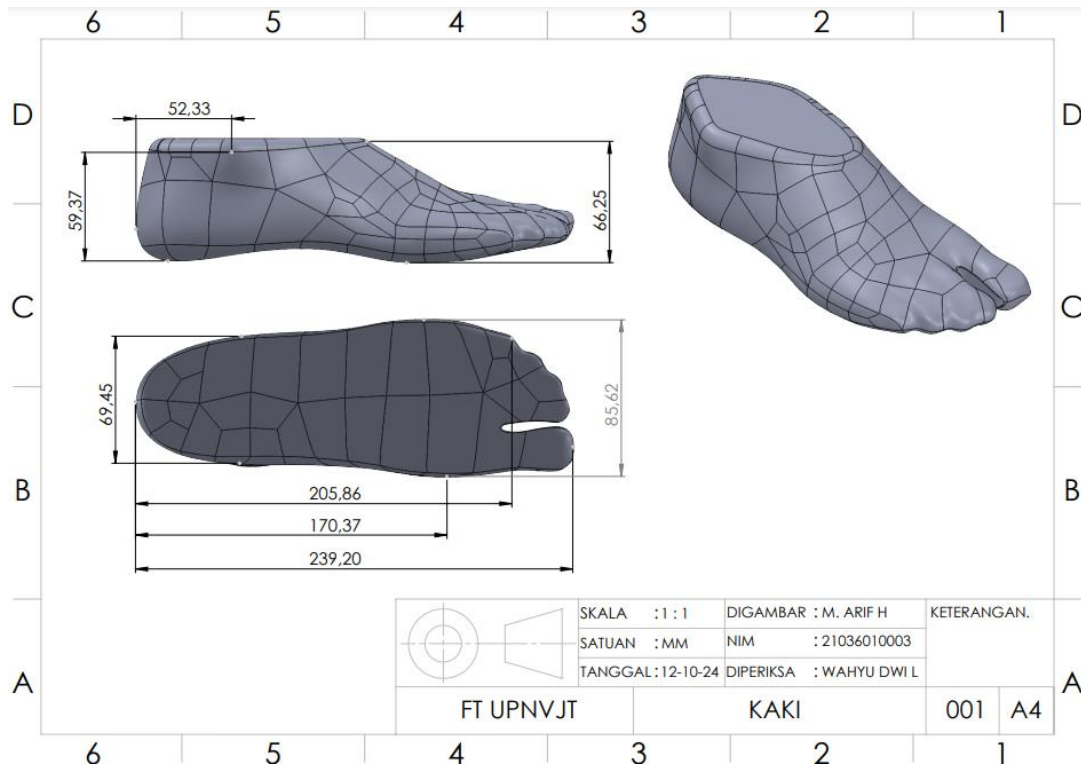 6 5 4 3 2 1
D D
52,33
59,37
66,25
C C
69,45
85,62
B B
205,86
170,37
239,20
SKALA : 1 : 1 DIGAMBAR : M. ARIF H KETERANGAN.
SATUAN : MM NIM : 21036010003
TANGGAL : 12-10-24 DIPERIKSA : WAHYU DWI L
A A
FT UPNVJT KAKI 001 A4
6 5 4 3 2 1